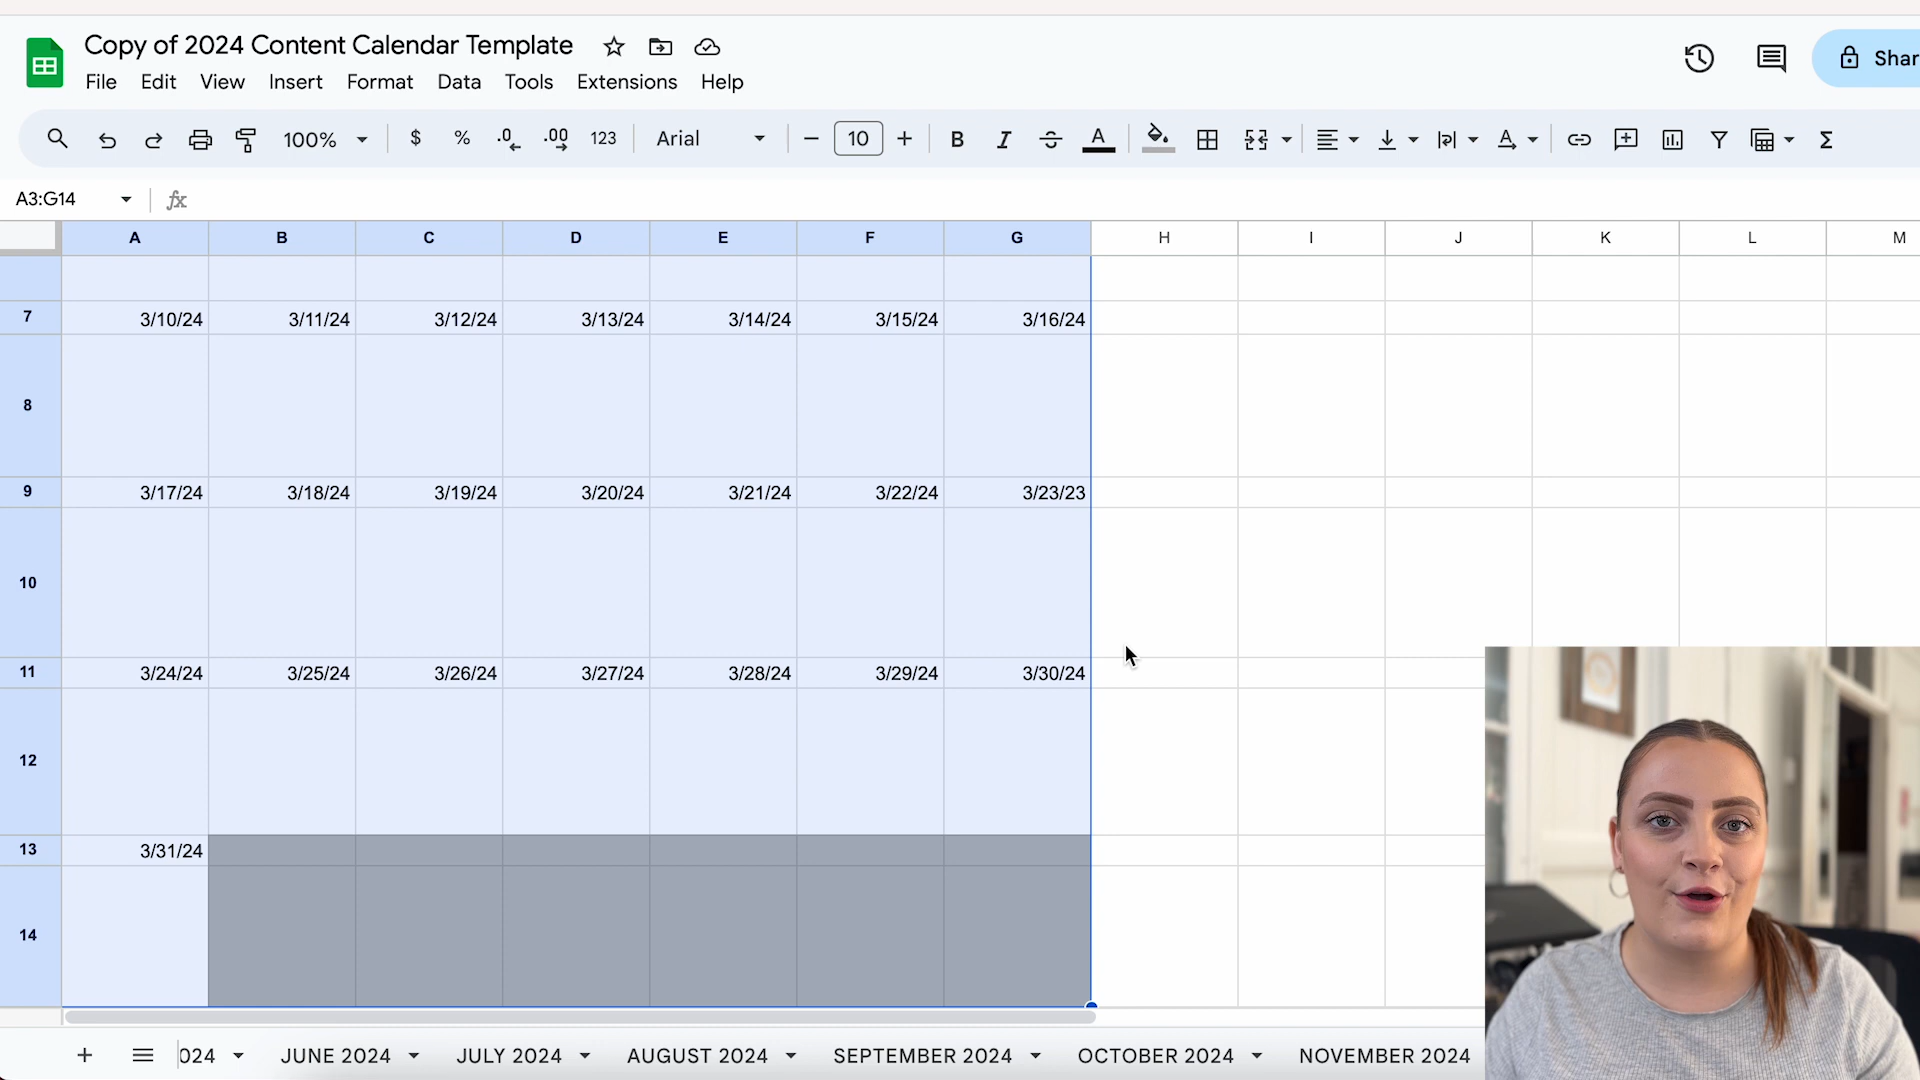 Copy of 2024 Content Calendar Template
File Edit View Insert Format Data Tools Extensions Help
Shar
100% $ % .0 .00 123 Arial 10 B I A A Σ
A3:G14 fx
A B C D E F G H I J K L M
7 3/10/24 3/11/24 3/12/24 3/13/24 3/14/24 3/15/24 3/16/24
8
9 3/17/24 3/18/24 3/19/24 3/20/24 3/21/24 3/22/24 3/23/23
10
11 3/24/24 3/25/24 3/26/24 3/27/24 3/28/24 3/29/24 3/30/24
12
13 3/31/24
14
024 JUNE 2024 JULY 2024 AUGUST 2024 SEPTEMBER 2024 OCTOBER 2024 NOVEMBER 2024